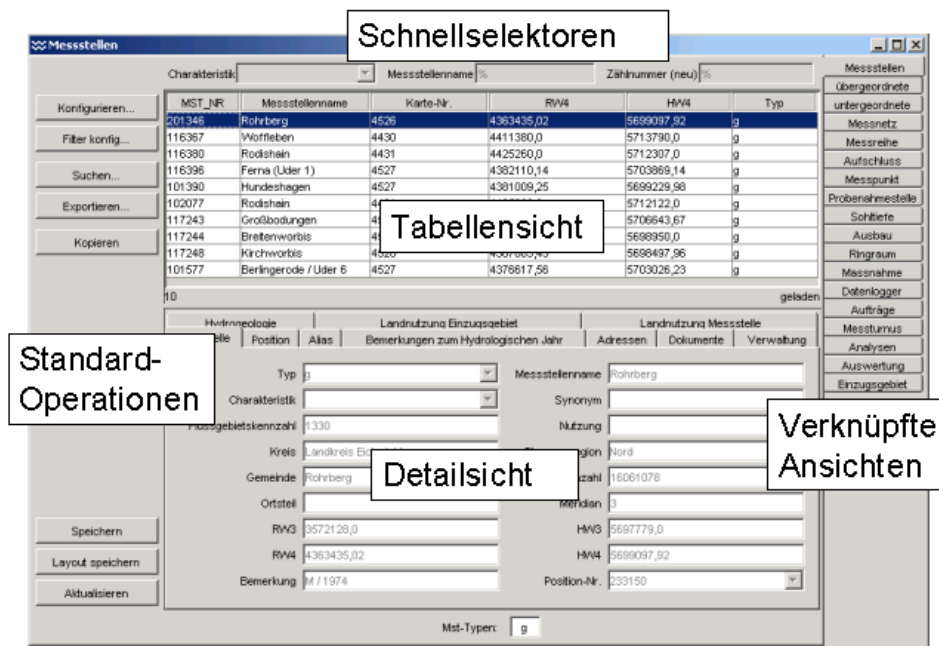 Schnellselektoren
Messstellen
Charakteristik
Messstellenname %
Zählnummer (neu) %
Konfigurieren...
Filter konfig...
Suchen...
Exportieren...
Kopieren
MST_NR Messstellenname Karte-Nr. RW4 HW4 Typ
201346 Rohrberg 4526 4363435,02 5699097,92 g
116367 Woffleben 4430 4411380,0 5713790,0 g
116380 Rodishain 4431 4425260,0 5712307,0 g
116396 Ferna (Uder 1) 4527 4382110,14 5703869,14 g
101390 Hundeshagen 4527 4381009,25 5699229,98 g
102077 Rodishain 5712122,0 g
117243 Großbodungen 5706643,67 g
117244 Breitenworbis 5698950,0 g
117248 Kirchworbis 5698497,96 g
101577 Berlingerode / Uder 6 4527 4376617,56 5703026,23 g
Tabellensicht
10 geladen
Messstellen
übergeordnete
untergeordnete
Messnetz
Messreihe
Aufschluss
Messpunkt
Probenahmestelle
Sohltiefe
Ausbau
Ringraum
Massnahme
Datenlogger
Aufträge
Messturnus
Analysen
Auswertung
Einzugsgebiet
Hydrogeologie Landnutzung Einzugsgebiet Landnutzung Messstelle
Position Alias Bemerkungen zum Hydrologischen Jahr Adressen Dokumente Verwaltung
Standard-
Operationen
Detailsicht
Verknüpfte
Ansichten
Typ g Messstellenname Rohrberg
Charakteristik Synonym
Flussgebietskennzahl 1330 Nutzung
Kreis Landkreis Nord
Gemeinde Rohrberg 16061078
Ortsteil Meridian 3
RW3 3572128,0 HW3 5697779,0
RW4 4363435,02 HW4 5699097,92
Bemerkung M / 1974 Position-Nr. 233150
Speichern
Layout speichern
Aktualisieren
Mst-Typen: g